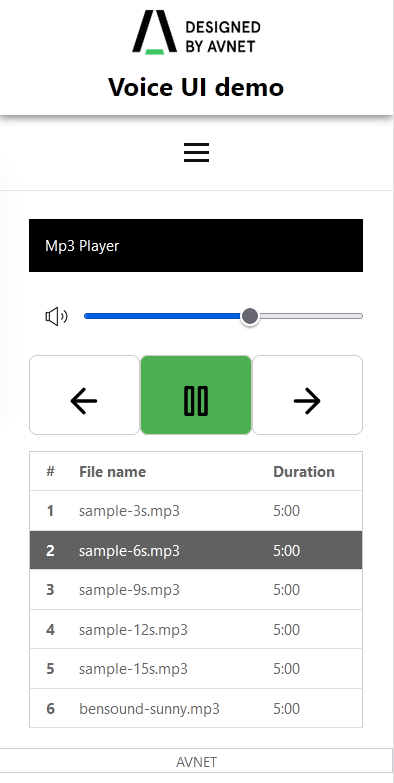 DESIGNED
BY AVNET
Voice UI demo
Mp3 Player
# File name Duration
1 sample-3s.mp3 5:00
2 sample-6s.mp3 5:00
3 sample-9s.mp3 5:00
4 sample-12s.mp3 5:00
5 sample-15s.mp3 5:00
6 bensound-sunny.mp3 5:00
AVNET